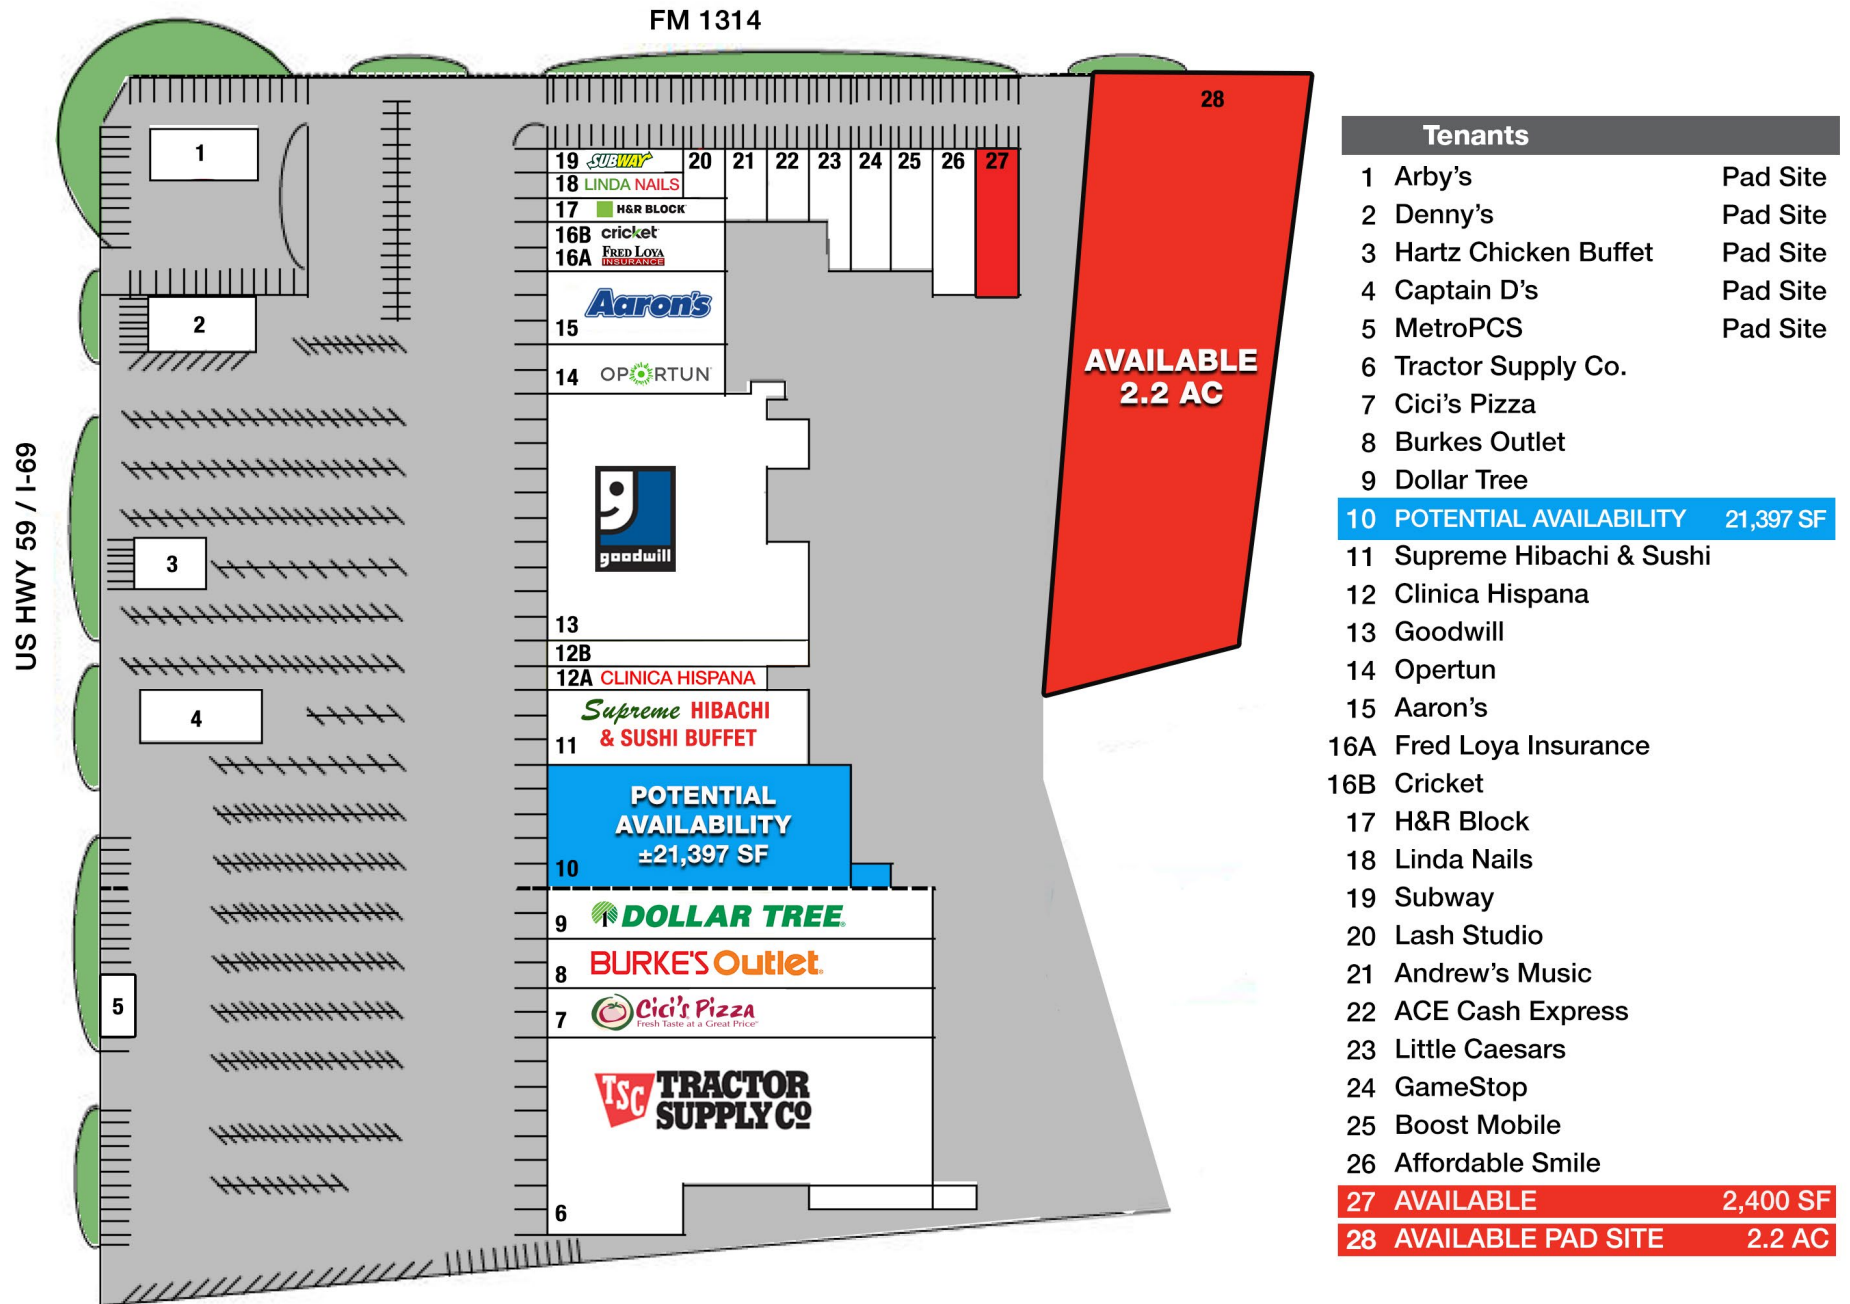 FM 1314
US HWY 59 / I-69
1
2
3
4
5
19 SUBWAY
18 LINDA NAILS
17 H&R BLOCK
16B cricket
16A FRED LOYA
INSURANCE
20
21
22
23
24
25
26
27
28
AVAILABLE
2.2 AC
Aaron's
15
14 OPORTUN
goodwill
13
12B
12A CLINICA HISPANA
Supreme HIBACHI
& SUSHI BUFFET
11
POTENTIAL
AVAILABILITY
±21,397 SF
10
9 DOLLAR TREE
8 BURKE'S Outlet
7 Cici's Pizza
Fresh Taste at a Great Price
TSC TRACTOR
SUPPLY CO
6
Tenants
1 Arby's Pad Site
2 Denny's Pad Site
3 Hartz Chicken Buffet Pad Site
4 Captain D's Pad Site
5 MetroPCS Pad Site
6 Tractor Supply Co.
7 Cici's Pizza
8 Burkes Outlet
9 Dollar Tree
10 POTENTIAL AVAILABILITY 21,397 SF
11 Supreme Hibachi & Sushi
12 Clinica Hispana
13 Goodwill
14 Opertun
15 Aaron's
16A Fred Loya Insurance
16B Cricket
17 H&R Block
18 Linda Nails
19 Subway
20 Lash Studio
21 Andrew's Music
22 ACE Cash Express
23 Little Caesars
24 GameStop
25 Boost Mobile
26 Affordable Smile
27 AVAILABLE 2,400 SF
28 AVAILABLE PAD SITE 2.2 AC